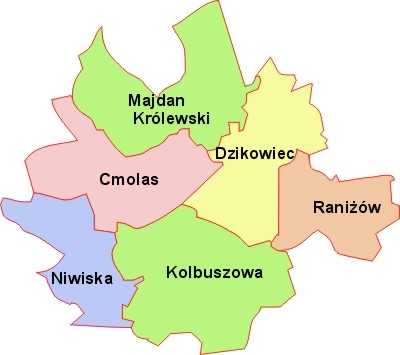 Majdan
Królewski
Dzikowiec
Cmolas
Raniżów
Kolbuszowa
Niwiska